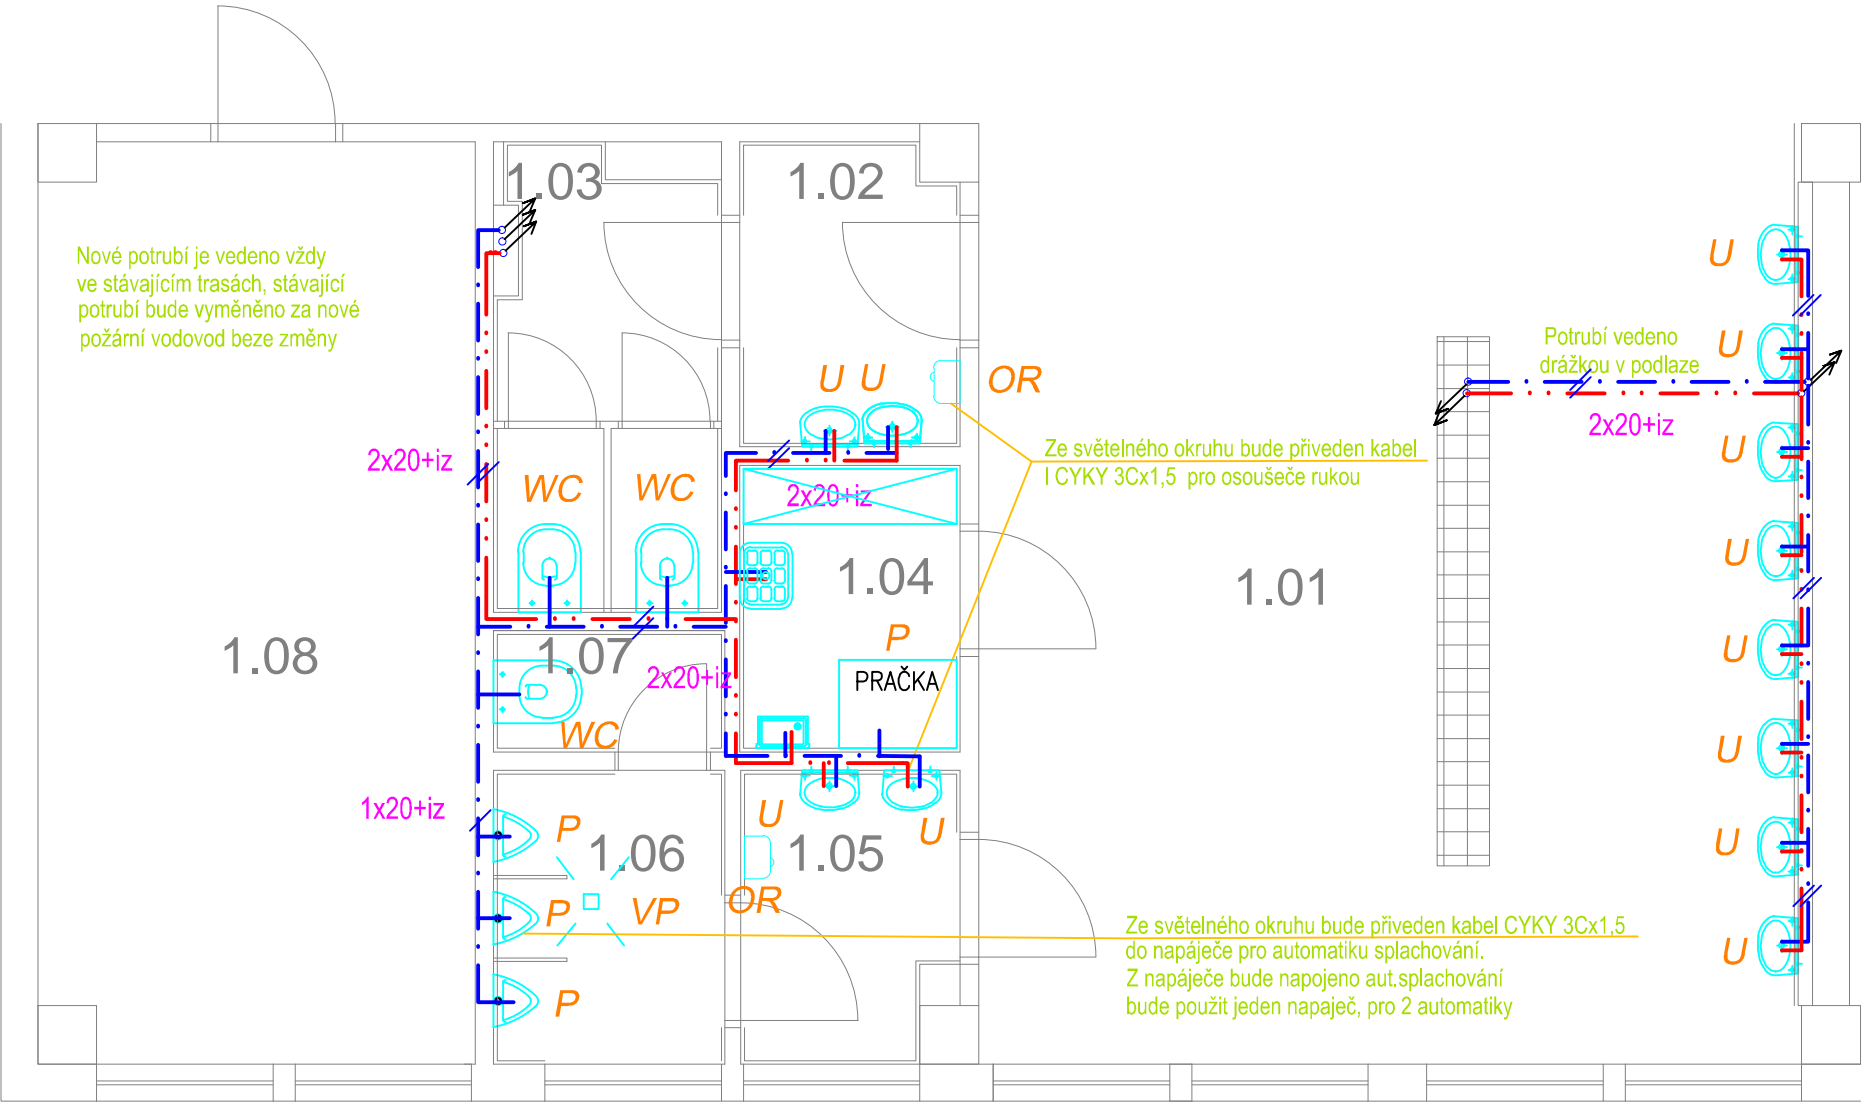 1.03
1.02
Nové potrubí je vedeno vždy
ve stávajícím trasách, stávající
potrubí bude vyměněno za nové
požární vodovod beze změny
U
U
Potrubí vedeno
drážkou v podlaze
2x20+iz
U U
OR
Ze světelného okruhu bude přiveden kabel
I CYKY 3Cx1,5 pro osoušeče rukou
2x20+iz
WC
WC
2x20+iz
U
U
1.04
1.01
P
1.08
1.07
2x20+iz
PRAČKA
U
WC
U
1x20+iz
P
1.06
U
U
1.05
U
P
VP
OR
Ze světelného okruhu bude přiveden kabel CYKY 3Cx1,5
do napáječe pro automatiku splachování.
Z napáječe bude napojeno aut.splachování
bude použit jeden napaječ, pro 2 automatiky
U
P